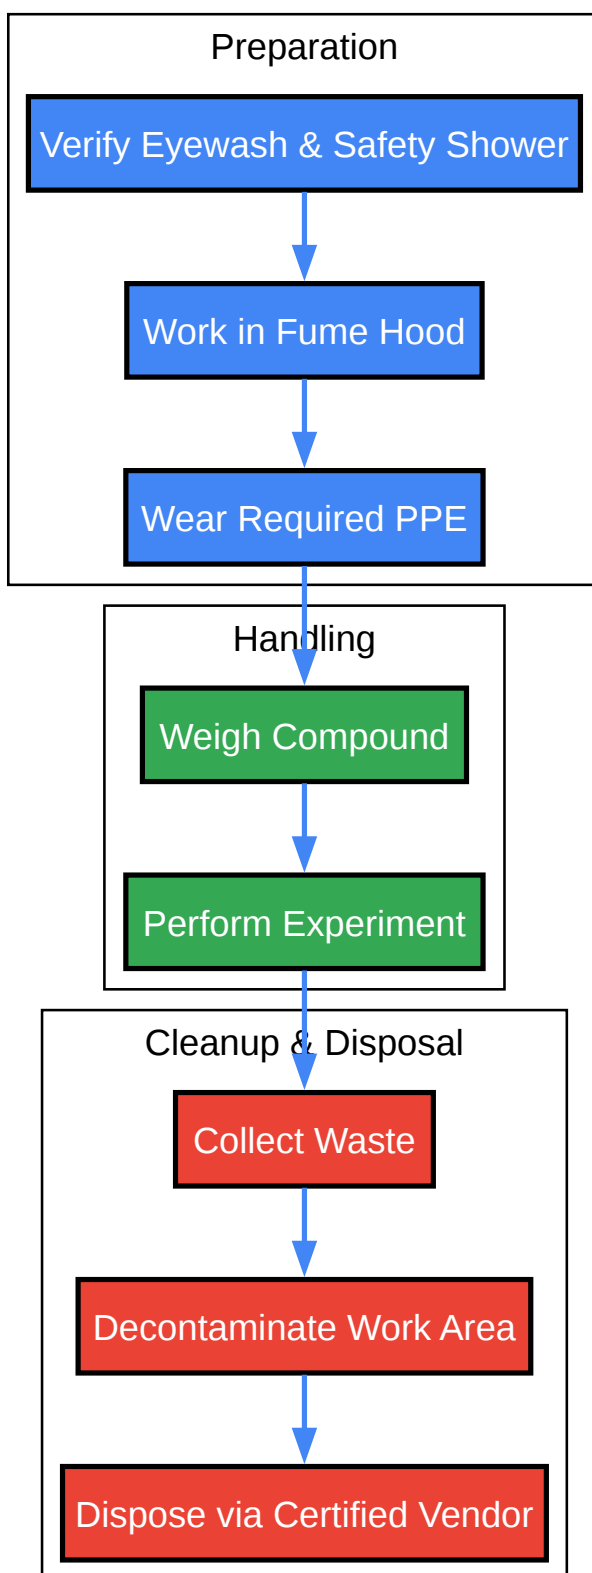 Preparation
Verify Eyewash & Safety Shower
Work in Fume Hood
Wear Required PPE
Handling
Weigh Compound
Perform Experiment
Cleanup & Disposal
Collect Waste
Decontaminate Work Area
Dispose via Certified Vendor